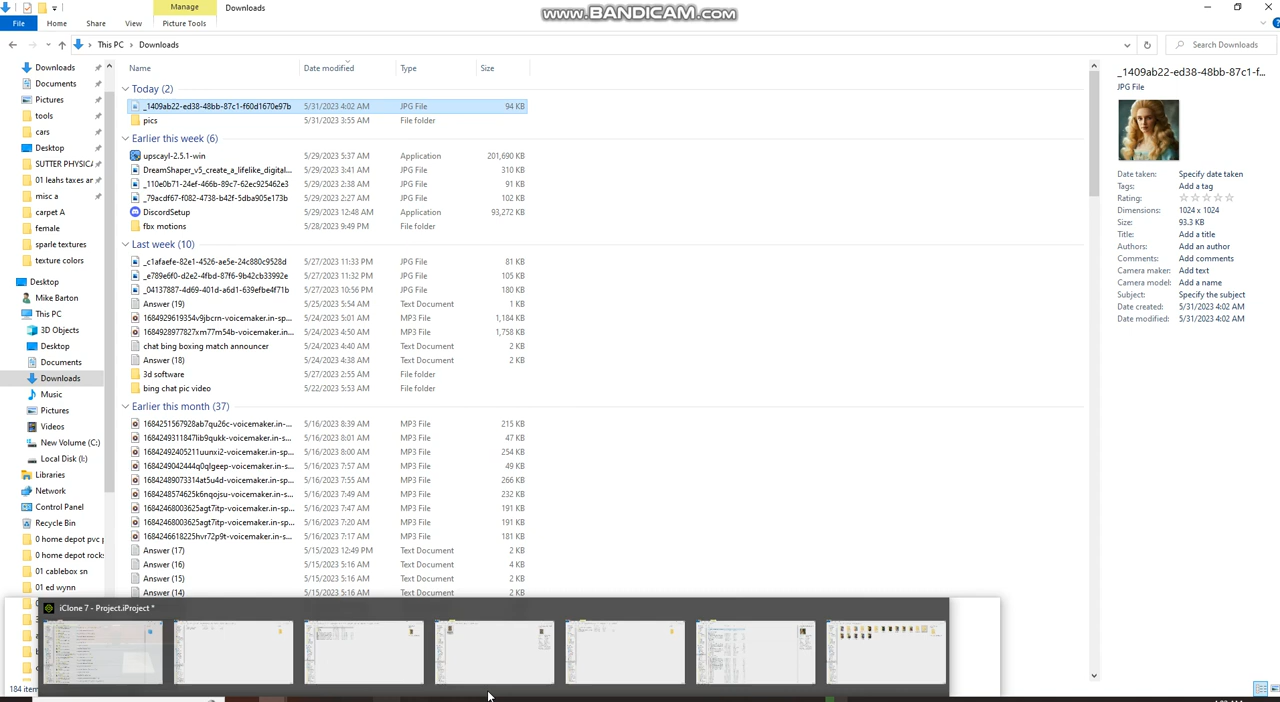 Manage
Downloads
www.BANDICAM.com
File
Home
Share
View
Picture Tools
This PC
Downloads
Search Downloads
Downloads
Documents
Pictures
tools
cars
Desktop
SUTTER PHYSICA
01 leahs taxes ar
misc a
carpet A
female
sparle textures
texture colors
Desktop
Mike Barton
This PC
3D Objects
Desktop
Documents
Downloads
Music
Pictures
Videos
New Volume (C:)
Local Disk (I:)
Libraries
Network
Control Panel
Recycle Bin
0 home depot pvc p
0 home depot rocks
01 cablebox sn
01 ed wynn
184 item
Name
Date modified
Type
Size
Today (2)
_1409ab22-ed38-48bb-87c1-f60d1670e97b 5/31/2023 4:02 AM JPG File 94 KB
pics 5/31/2023 3:55 AM File folder
Earlier this week (6)
upscayl-2.5.1-win 5/29/2023 5:37 AM Application 201,690 KB
DreamShaper_v5_create_a_lifelike_digital... 5/29/2023 3:41 AM JPG File 310 KB
_110e0b71-24ef-466b-89c7-62ec925462e3 5/29/2023 2:38 AM JPG File 91 KB
_79acdf67-f082-4738-b42f-5dba905e173b 5/29/2023 2:27 AM JPG File 102 KB
DiscordSetup 5/29/2023 12:48 AM Application 93,272 KB
fbx motions 5/28/2023 9:49 PM File folder
Last week (10)
_c1afaefe-82e1-4526-ae5e-24c880c9528d 5/27/2023 11:33 PM JPG File 81 KB
_e789e6f0-d2e2-4fbd-87f6-9b42cb33992e 5/27/2023 11:32 PM JPG File 105 KB
_04137887-4d69-401d-a6d1-639efbe4f71b 5/27/2023 10:56 PM JPG File 180 KB
Answer (19) 5/25/2023 5:54 AM Text Document 1 KB
1684929619354v9jbcrn-voicemaker.in-sp... 5/24/2023 5:01 AM MP3 File 1,184 KB
1684928977827xm77m54b-voicemaker.in... 5/24/2023 4:50 AM MP3 File 1,758 KB
chat bing boxing match announcer 5/24/2023 4:40 AM Text Document 2 KB
Answer (18) 5/24/2023 4:38 AM Text Document 2 KB
3d software 5/27/2023 2:55 AM File folder
bing chat pic video 5/22/2023 5:53 AM File folder
Earlier this month (37)
1684251567928ab7qu26c-voicemaker.in-... 5/16/2023 8:39 AM MP3 File 215 KB
1684249311847lib9qukk-voicemaker.in-s... 5/16/2023 8:01 AM MP3 File 47 KB
1684249240521 1uunxi2-voicemaker.in-s... 5/16/2023 8:00 AM MP3 File 254 KB
1684249042444q0qlgeep-voicemaker.in-s... 5/16/2023 7:57 AM MP3 File 49 KB
1684248907 3314at5u4d-voicemaker.in-s... 5/16/2023 7:55 AM MP3 File 266 KB
1684248574625k6nqojsu-voicemaker.in-s... 5/16/2023 7:49 AM MP3 File 232 KB
16842468003625agt7itp-voicemaker.in-sp... 5/16/2023 7:47 AM MP3 File 191 KB
16842468003625agt7itp-voicemaker.in-sp... 5/16/2023 7:20 AM MP3 File 191 KB
1684246618225hvr72p9t-voicemaker.in-s... 5/16/2023 7:17 AM MP3 File 181 KB
Answer (17) 5/15/2023 12:49 PM Text Document 2 KB
Answer (16) 5/15/2023 5:16 AM Text Document 4 KB
Answer (15) 5/15/2023 5:16 AM Text Document 2 KB
Answer (14) 5/15/2023 5:16 AM Text Document 2 KB
iClone 7 - Project.iProject *
_1409ab22-ed38-48bb-87c1-f...
JPG File
Date taken: Specify date taken
Tags: Add a tag
Rating:
Dimensions: 1024 x 1024
Size: 93.3 KB
Title: Add a title
Authors: Add an author
Comments: Add comments
Camera maker: Add text
Camera model: Add a name
Subject: Specify the subject
Date created: 5/31/2023 4:02 AM
Date modified: 5/31/2023 4:02 AM